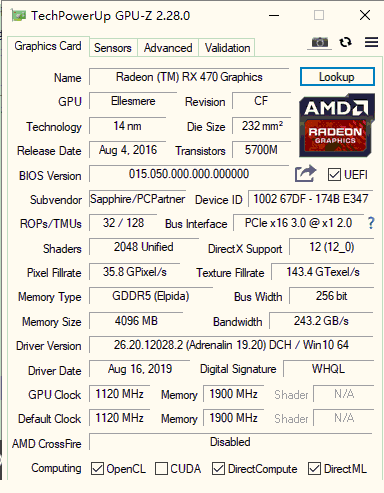 TechPowerUp GPU-Z 2.28.0
Graphics Card Sensors Advanced Validation
Name Radeon (TM) RX 470 Graphics Lookup
GPU Ellesmere Revision CF
Technology 14 nm Die Size 232 mm²
Release Date Aug 4, 2016 Transistors 5700M
BIOS Version 015.050.000.000.000000 UEFI
Subvendor Sapphire/PCPartner Device ID 1002 67DF - 174B E347
ROPs/TMUs 32 / 128 Bus Interface PCIe x16 3.0 @ x1 2.0 ?
Shaders 2048 Unified DirectX Support 12 (12_0)
Pixel Fillrate 35.8 GPixel/s Texture Fillrate 143.4 GTexel/s
Memory Type GDDR5 (Elpida) Bus Width 256 bit
Memory Size 4096 MB Bandwidth 243.2 GB/s
Driver Version 26.20.12028.2 (Adrenalin 19.20) DCH / Win10 64
Driver Date Aug 16, 2019 Digital Signature WHQL
GPU Clock 1120 MHz Memory 1900 MHz Shader N/A
Default Clock 1120 MHz Memory 1900 MHz Shader N/A
AMD CrossFire Disabled
Computing OpenCL CUDA DirectCompute DirectML
AMD
RADEON
GRAPHICS